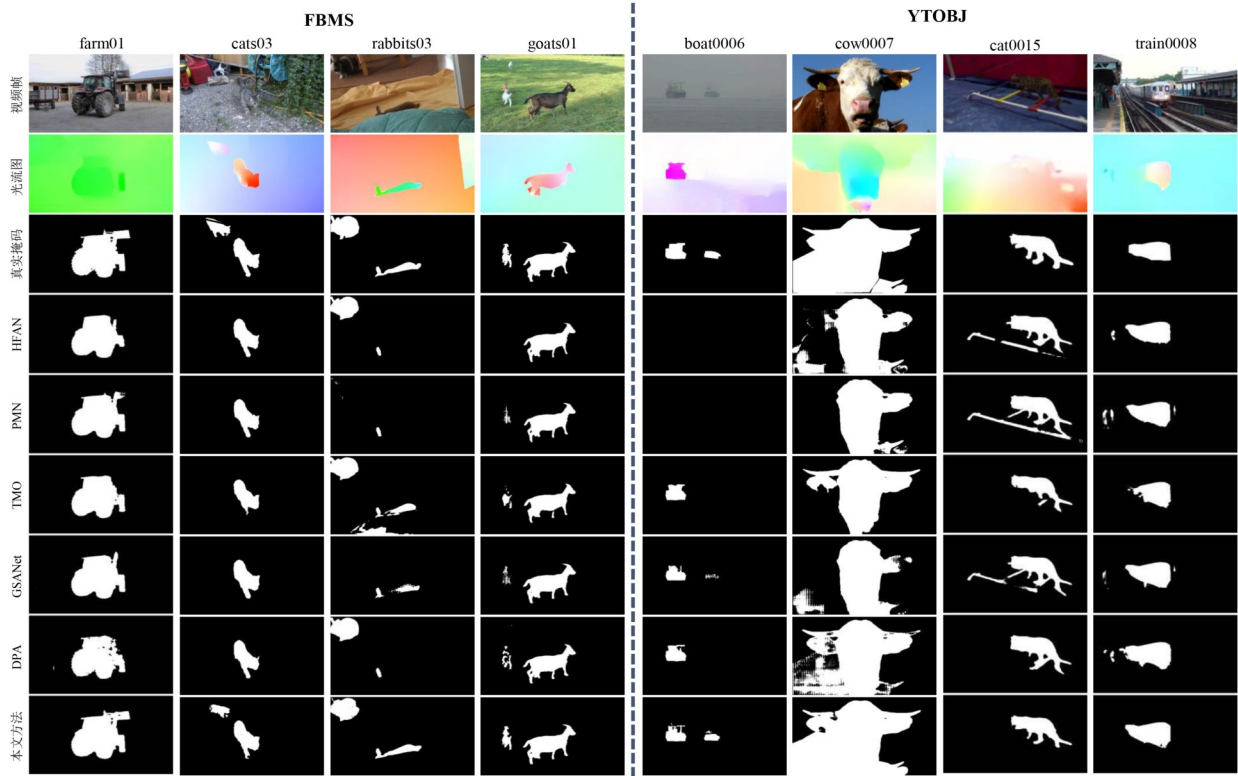 FBMS YTOBJ
farm01 cats03 rabbits03 goats01 boat0006 cow0007 cat0015 train0008
视频帧
光流图
真实掩码
HFAN
PMN
TMO
GSANet
DPA
本文方法